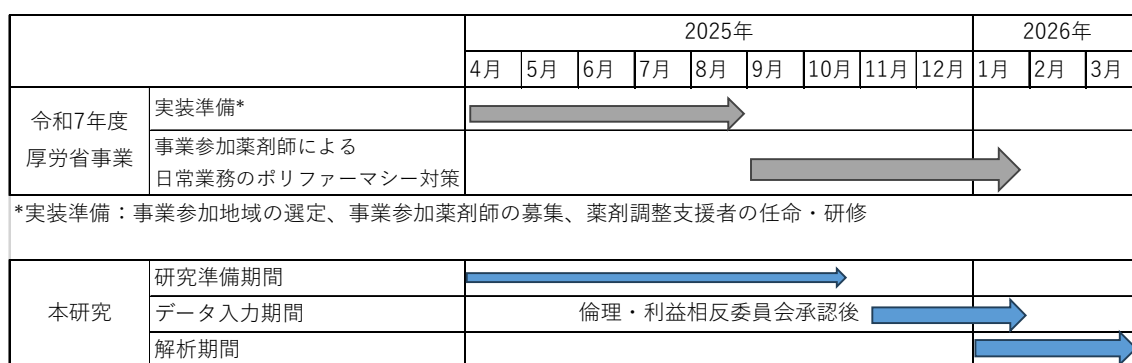 2025年 2026年
4月 5月 6月 7月 8月 9月 10月 11月 12月 1月 2月 3月
令和7年度
厚労省事業
実装準備*
事業参加薬剤師による
日常業務のポリファーマシー対策
*実装準備：事業参加地域の選定、事業参加薬剤師の募集、薬剤調整支援者の任命・研修
本研究
研究準備期間
データ入力期間 倫理・利益相反委員会承認後
解析期間